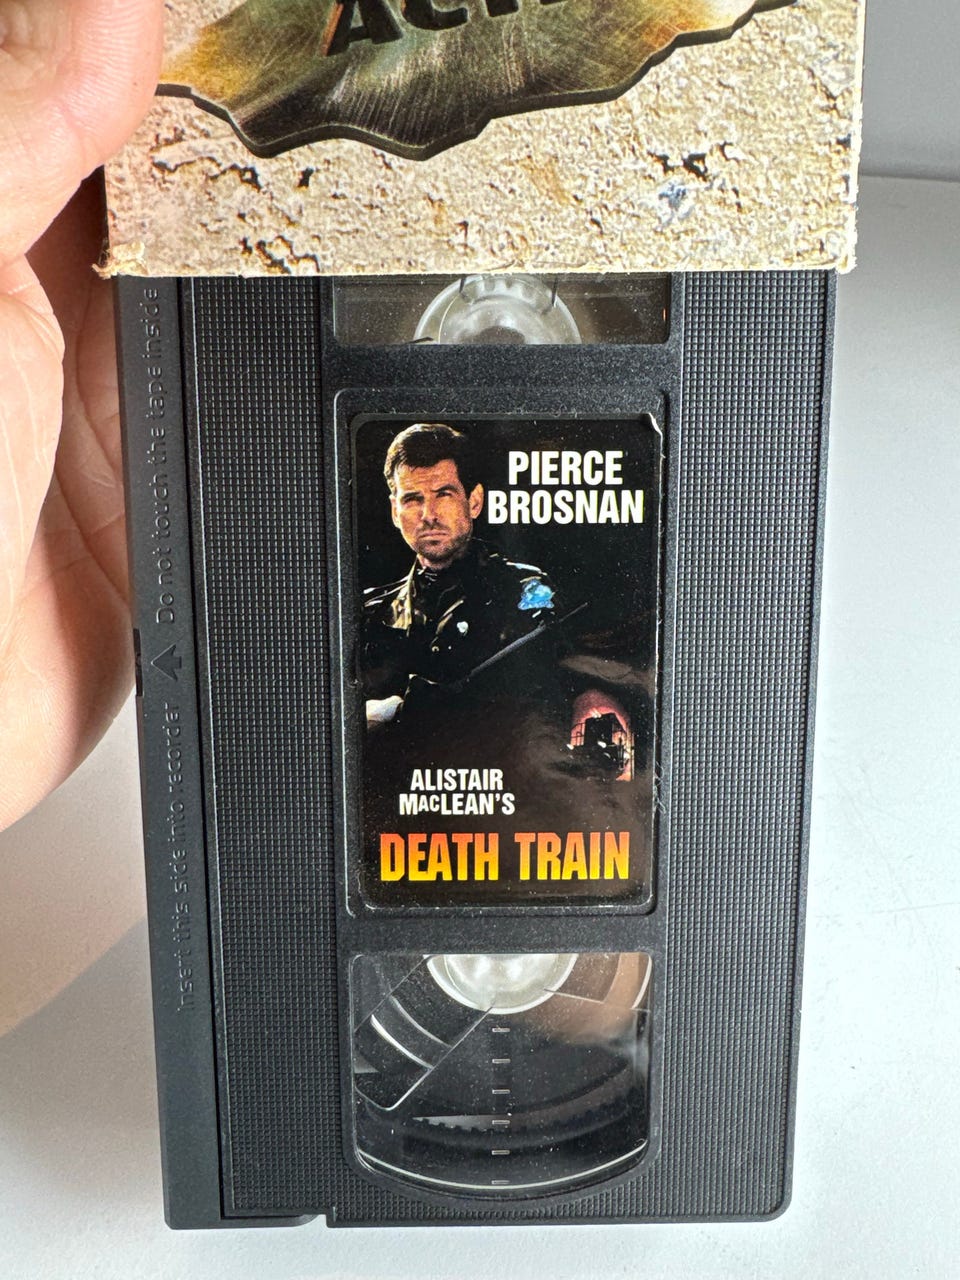 PIERCE
BROSNAN
ALISTAIR
MACLEAN'S
DEATH TRAIN
Insert this side into recorder ▲ Do not touch the tape inside